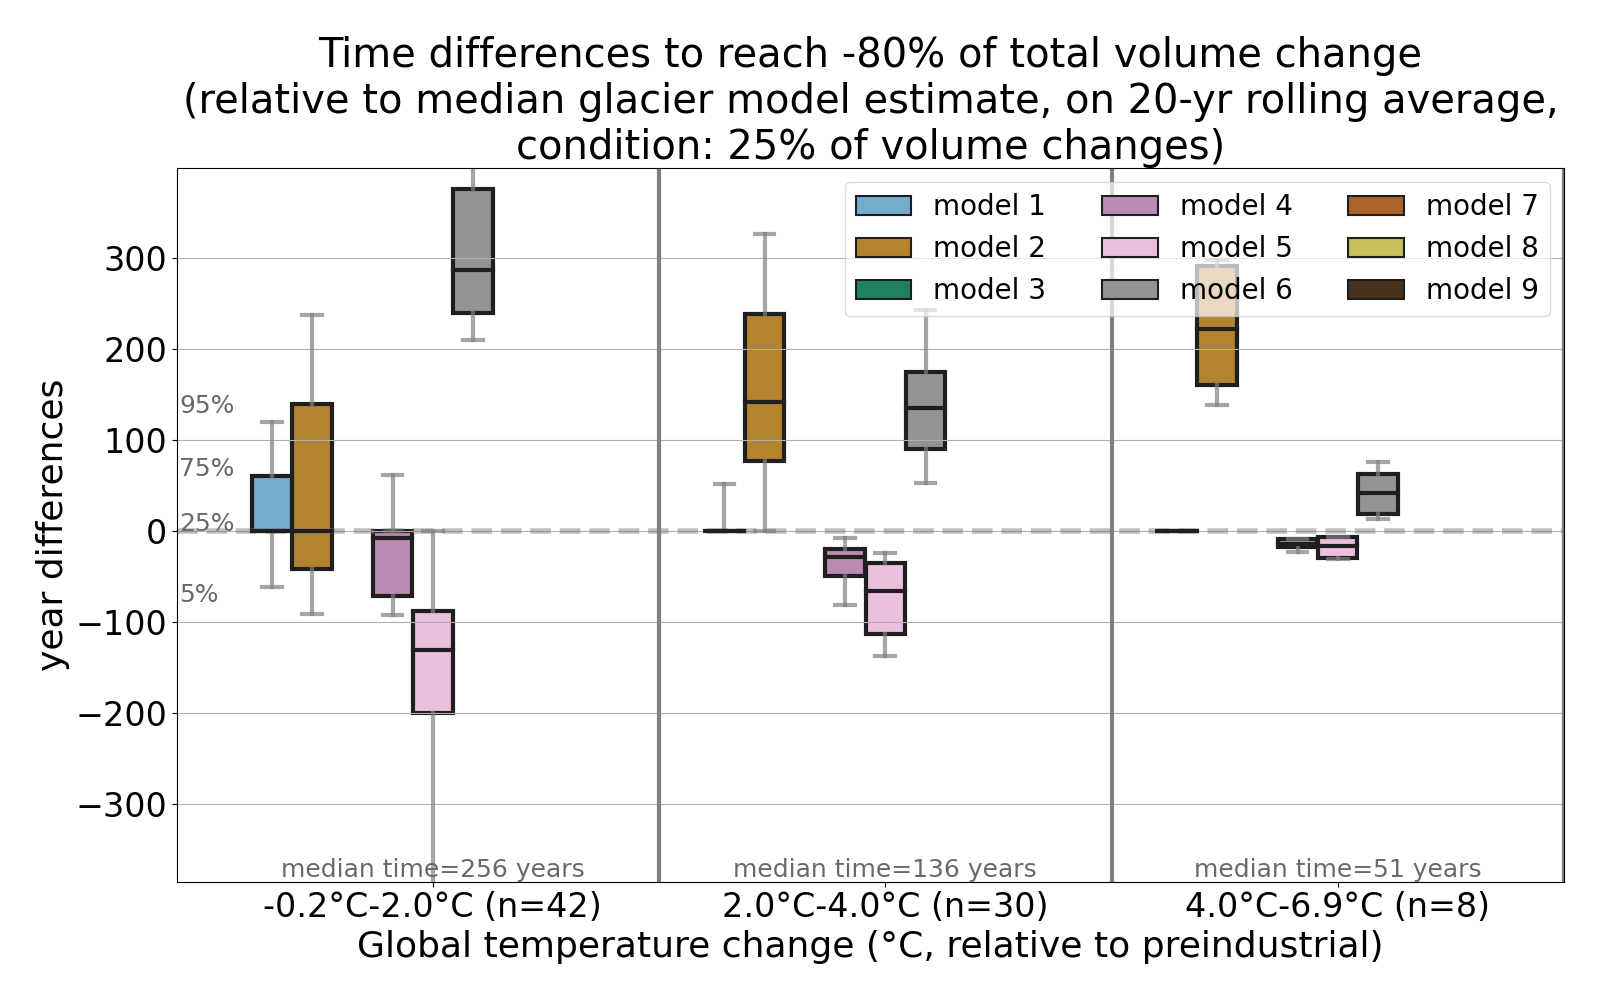 Time differences to reach -80% of total volume change
(relative to median glacier model estimate, on 20-yr rolling average,
condition: 25% of volume changes)
model 1
model 2
model 3
model 4
model 5
model 6
model 7
model 8
model 9
year differences
300
200
100
0
−100
−200
−300
95%
75%
25%
5%
median time=256 years
median time=136 years
median time=51 years
-0.2°C-2.0°C (n=42)
2.0°C-4.0°C (n=30)
4.0°C-6.9°C (n=8)
Global temperature change (°C, relative to preindustrial)